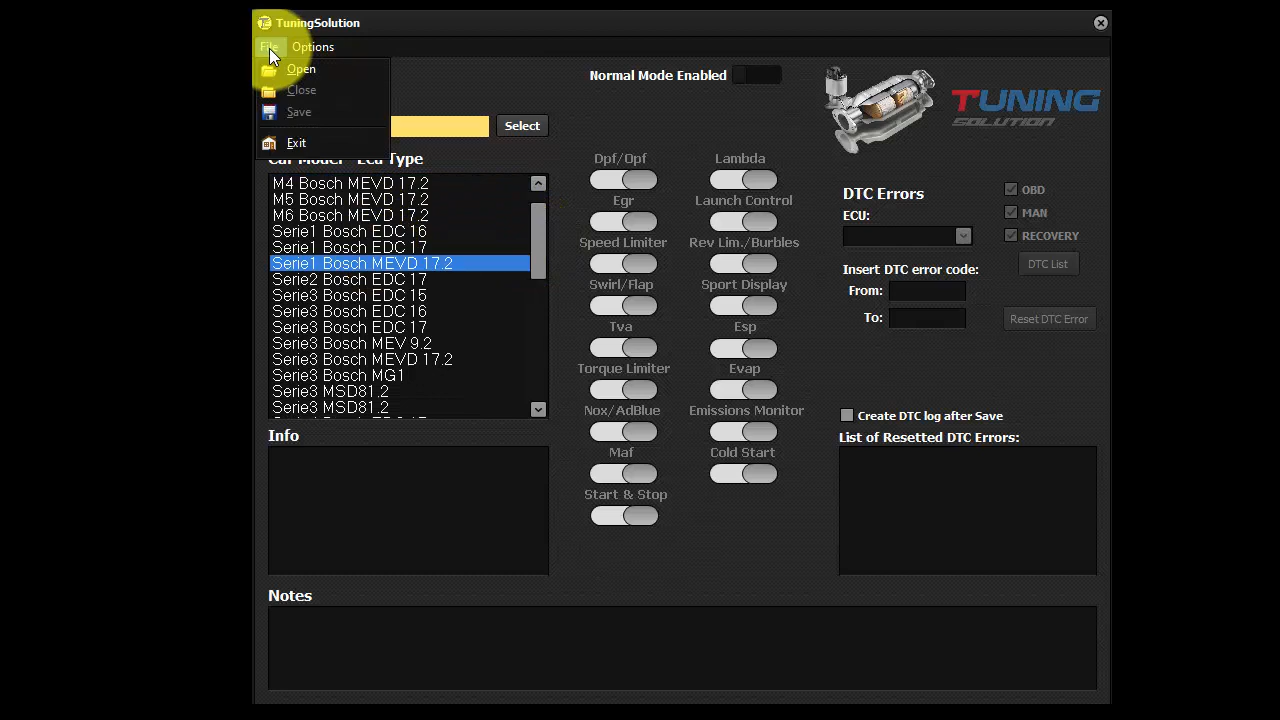 TuningSolution
File Options
Open
Close
Save
Exit
Normal Mode Enabled
TUNING
SOLUTION
Select
Car Model - Ecu Type
M4 Bosch MEVD 17.2
M5 Bosch MEVD 17.2
M6 Bosch MEVD 17.2
Serie1 Bosch EDC 16
Serie1 Bosch EDC 17
Serie1 Bosch MEVD 17.2
Serie2 Bosch EDC 17
Serie3 Bosch EDC 15
Serie3 Bosch EDC 16
Serie3 Bosch EDC 17
Serie3 Bosch MEV 9.2
Serie3 Bosch MEVD 17.2
Serie3 Bosch MG1
Serie3 MSD81.2
Serie3 MSD81.2
Dpf/Opf
Lambda
Egr
Launch Control
Speed Limiter
Rev Lim./Burbles
Swirl/Flap
Sport Display
Tva
Esp
Torque Limiter
Evap
Nox/AdBlue
Emissions Monitor
Maf
Cold Start
Start & Stop
DTC Errors
ECU:
OBD
MAN
RECOVERY
DTC List
Insert DTC error code:
From:
To:
Reset DTC Error
Create DTC log after Save
List of Resetted DTC Errors:
Info
Notes